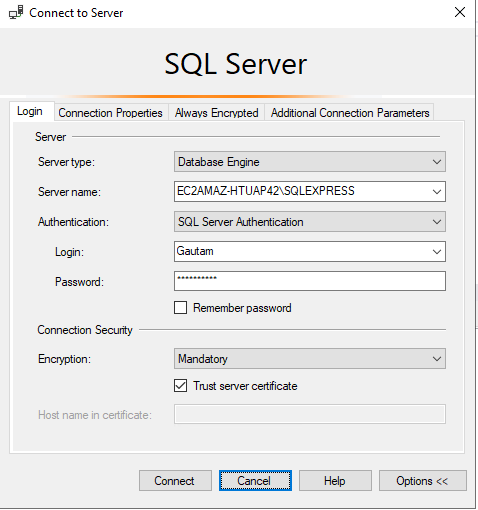 Connect to Server
SQL Server
Login Connection Properties Always Encrypted Additional Connection Parameters
Server
Server type: Database Engine
Server name: EC2AMAZ-HTUAP42\SQLEXPRESS
Authentication: SQL Server Authentication
Login: Gautam
Password: **********
Remember password
Connection Security
Encryption: Mandatory
Trust server certificate
Host name in certificate:
Connect Cancel Help Options <<